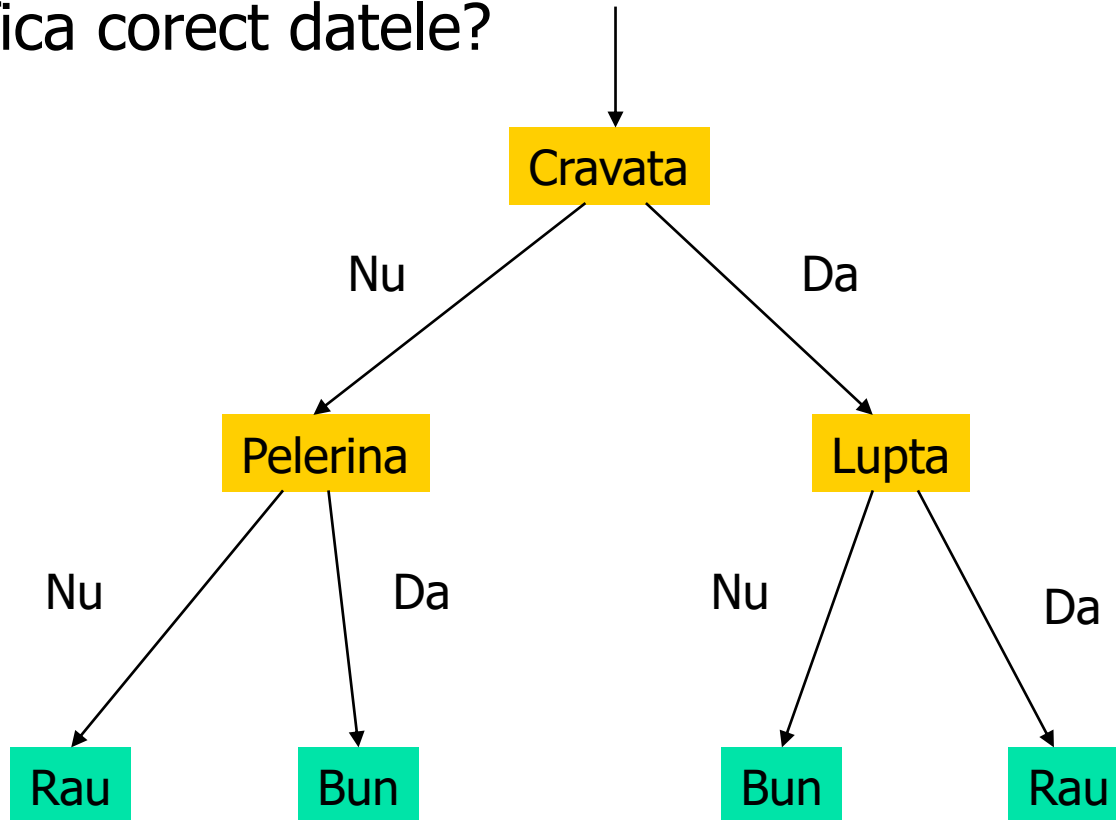 ica corect datele?
Cravata
Nu
Da
Pelerina
Lupta
Nu
Da
Nu
Da
Rau
Bun
Bun
Rau